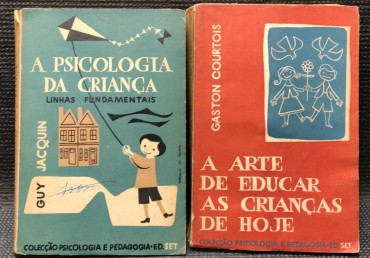 A PSICOLOGIA
DA CRIANÇA
LINHAS FUNDAMENTAIS
GUY JACQUIN
COLECÇÃO PSICOLOGIA E PEDAGOGIA·ED. SET
GASTON COURTOIS
A ARTE
DE EDUCAR
AS CRIANÇAS
DE HOJE
COLECÇÃO PSICOLOGIA E PEDAGOGIA·ED. SET